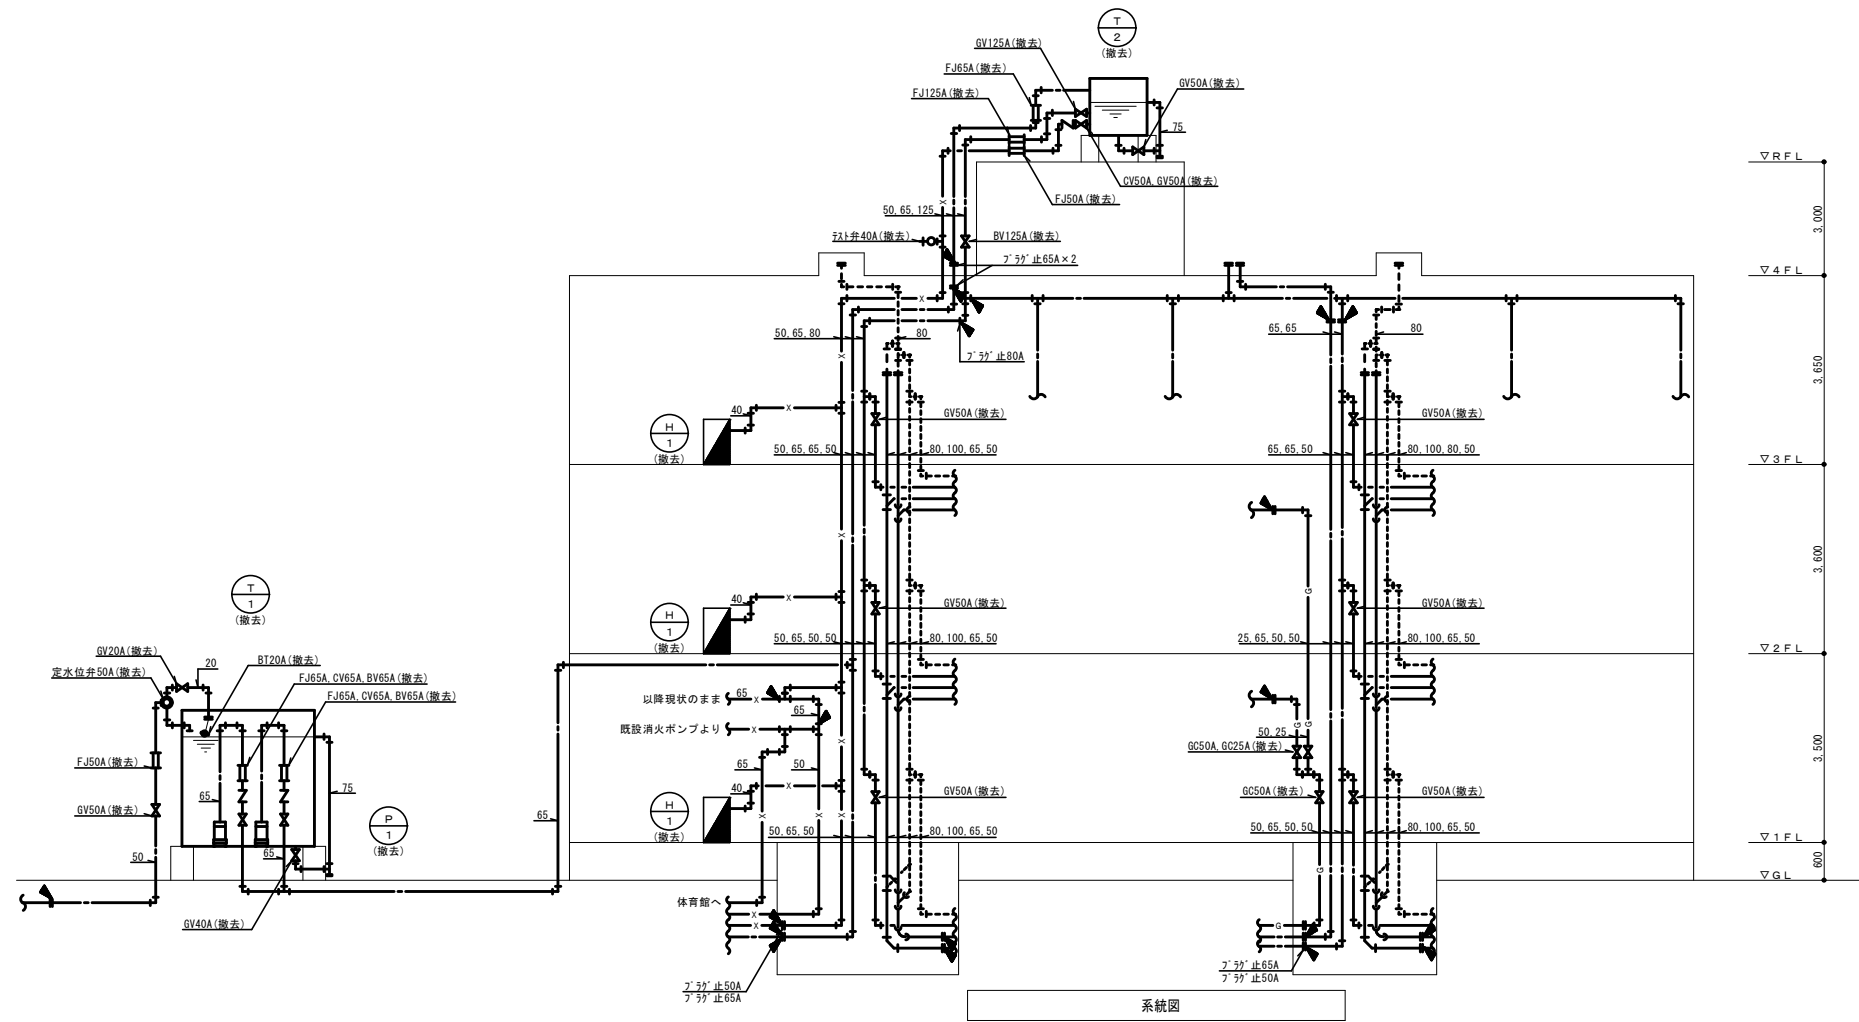 T
2
(撤去)
GV125A(撤去)
FJ65A(撤去)
FJ125A(撤去)
GV50A(撤去)
75
CV50A, GV50A(撤去)
FJ50A(撤去)
50, 65, 125
テスト弁40A(撤去)
BV125A(撤去)
プラグ止65A×2
▽RFL
3,000
▽4FL
50, 65, 80
80
プラグ止80A
65, 65
80
3,650
H
1
(撤去)
40
X
GV50A(撤去)
GV50A(撤去)
50, 65, 65, 50
80, 100, 65, 50
65, 65, 50
80, 100, 80, 50
▽3FL
3,600
H
1
(撤去)
40
X
GV50A(撤去)
GV50A(撤去)
50, 65, 50, 50
80, 100, 65, 50
25, 65, 50, 50
80, 100, 65, 50
▽2FL
T
1
(撤去)
GV20A(撤去)
20
BT20A(撤去)
定水位弁50A(撤去)
FJ65A, CV65A, BV65A(撤去)
FJ65A, CV65A, BV65A(撤去)
以降現状のまま
65
X
65
既設消火ポンプより
X
50, 25
GC50A, GC25A(撤去)
3,500
FJ50A(撤去)
65
50
GV50A(撤去)
65
75
P
1
(撤去)
65
H
1
(撤去)
40
X
GV50A(撤去)
GC50A(撤去)
GV50A(撤去)
50, 65, 50
80, 100, 65, 50
50, 65, 50, 50
80, 100, 65, 50
▽1FL
50
65
600
▽GL
GV40A(撤去)
体育館へ
X
X
G
プラグ止50A
プラグ止65A
プラグ止65A
プラグ止50A
系統図